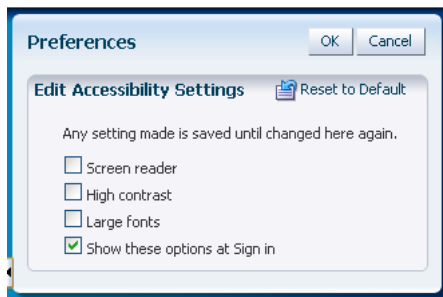 Preferences OK Cancel
Edit Accessibility Settings Reset to Default
Any setting made is saved until changed here again.
Screen reader
High contrast
Large fonts
Show these options at Sign in